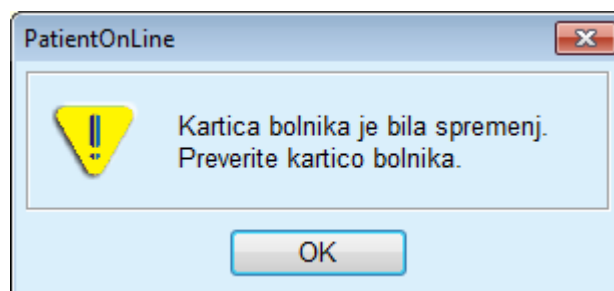 PatientOnLine
Kartica bolnika je bila spremenj.
Preverite kartico bolnika.
OK